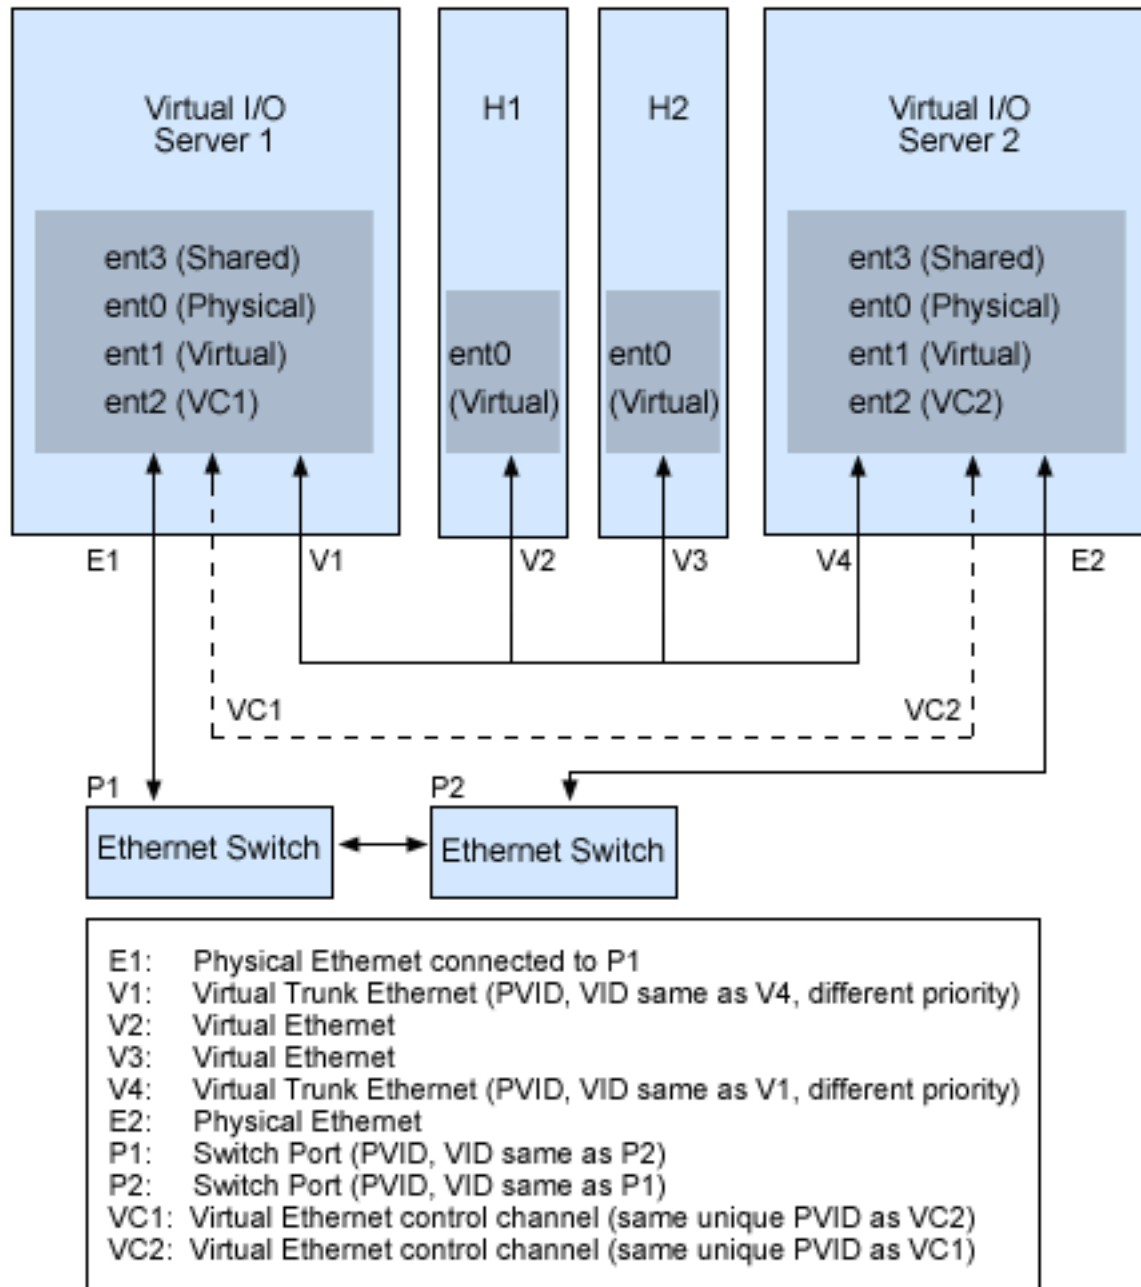 Virtual I/O
Server 1
H1
H2
Virtual I/O
Server 2
ent3 (Shared)
ent0 (Physical)
ent1 (Virtual)
ent2 (VC1)
ent0
(Virtual)
ent0
(Virtual)
ent3 (Shared)
ent0 (Physical)
ent1 (Virtual)
ent2 (VC2)
E1
V1
V2
V3
V4
E2
VC1
VC2
P1
P2
Ethernet Switch
Ethernet Switch
E1: Physical Ethernet connected to P1
V1: Virtual Trunk Ethernet (PVID, VID same as V4, different priority)
V2: Virtual Ethernet
V3: Virtual Ethernet
V4: Virtual Trunk Ethernet (PVID, VID same as V1, different priority)
E2: Physical Ethernet
P1: Switch Port (PVID, VID same as P2)
P2: Switch Port (PVID, VID same as P1)
VC1: Virtual Ethernet control channel (same unique PVID as VC2)
VC2: Virtual Ethernet control channel (same unique PVID as VC1)